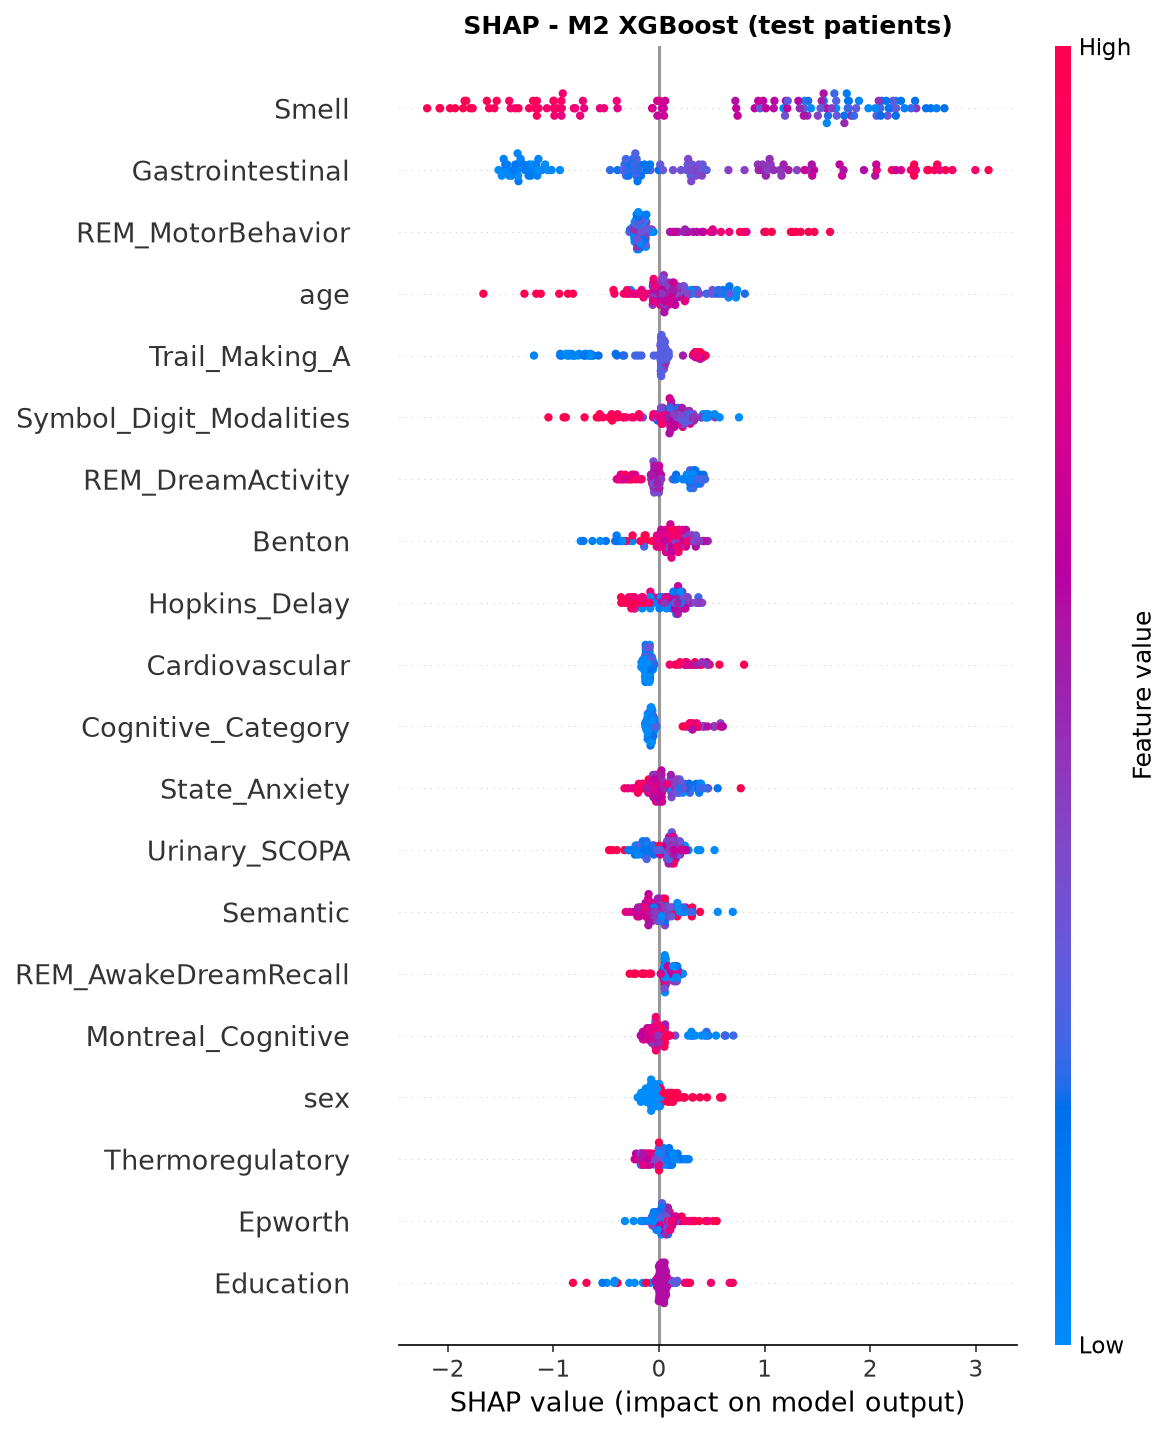 SHAP - M2 XGBoost (test patients)
High
Smell
Gastrointestinal
REM_MotorBehavior
age
Trail_Making_A
Symbol_Digit_Modalities
REM_DreamActivity
Benton
Hopkins_Delay
Cardiovascular
Cognitive_Category
State_Anxiety
Urinary_SCOPA
Semantic
REM_AwakeDreamRecall
Montreal_Cognitive
sex
Thermoregulatory
Epworth
Education
Feature value
Low
−2 −1 0 1 2 3
SHAP value (impact on model output)